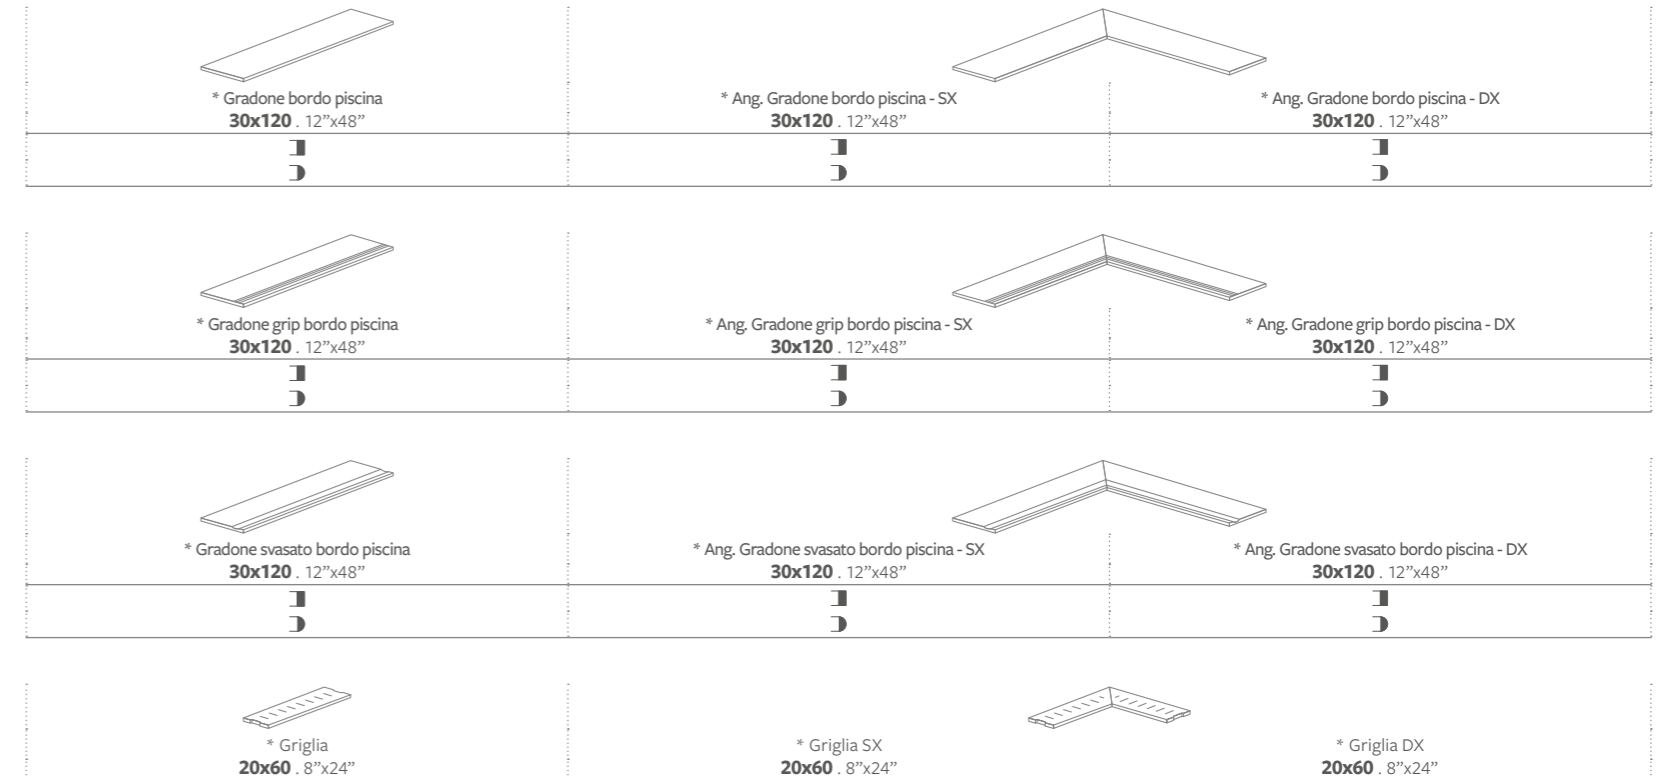 * Gradone bordo piscina
30x120 . 12”x48”
* Ang. Gradone bordo piscina - SX
30x120 . 12”x48”
* Ang. Gradone bordo piscina - DX
30x120 . 12”x48”
* Gradone grip bordo piscina
30x120 . 12”x48”
* Ang. Gradone grip bordo piscina - SX
30x120 . 12”x48”
* Ang. Gradone grip bordo piscina - DX
30x120 . 12”x48”
* Gradone svasato bordo piscina
30x120 . 12”x48”
* Ang. Gradone svasato bordo piscina - SX
30x120 . 12”x48”
* Ang. Gradone svasato bordo piscina - DX
30x120 . 12”x48”
* Griglia
20x60 . 8”x24”
* Griglia SX
20x60 . 8”x24”
* Griglia DX
20x60 . 8”x24”